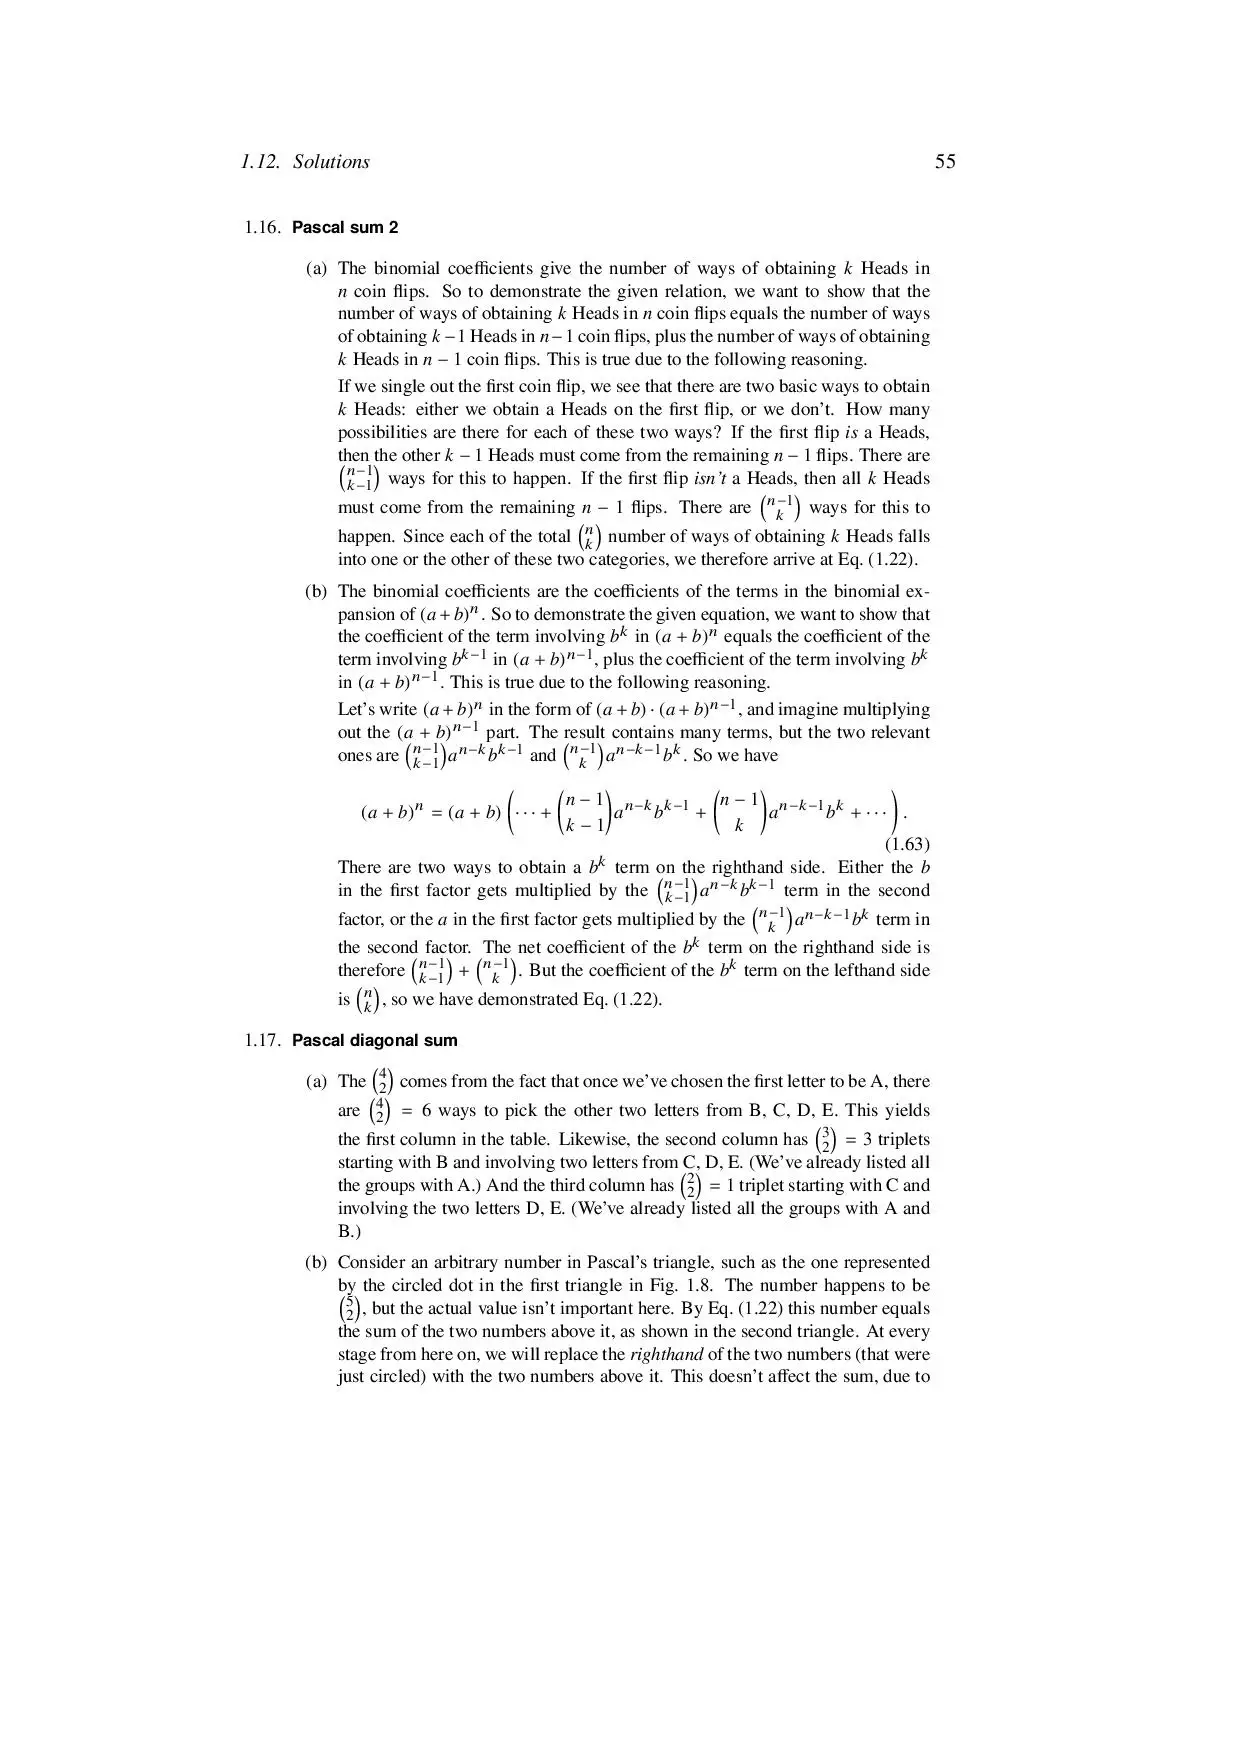 1.12. Solutions 55
1.16. Pascal sum 2
(a) The binomial coefficients give the number of ways of obtaining k Heads in
n coin flips. So to demonstrate the given relation, we want to show that the
number of ways of obtaining k Heads in n coin flips equals the number of ways
of obtaining k − 1 Heads in n − 1 coin flips, plus the number of ways of obtaining
k Heads in n − 1 coin flips. This is true due to the following reasoning.
If we single out the first coin flip, we see that there are two basic ways to obtain
k Heads: either we obtain a Heads on the first flip, or we don't. How many
possibilities are there for each of these two ways? If the first flip is a Heads,
then the other k − 1 Heads must come from the remaining n − 1 flips. There are
$\binom{n-1}{k-1}$ ways for this to happen. If the first flip isn't a Heads, then all k Heads
must come from the remaining n − 1 flips. There are $\binom{n-1}{k}$ ways for this to
happen. Since each of the total $\binom{n}{k}$ number of ways of obtaining k Heads falls
into one or the other of these two categories, we therefore arrive at Eq. (1.22).
(b) The binomial coefficients are the coefficients of the terms in the binomial ex-
pansion of $(a + b)^n$. So to demonstrate the given equation, we want to show that
the coefficient of the term involving $b^k$ in $(a + b)^n$ equals the coefficient of the
term involving $b^{k-1}$ in $(a + b)^{n-1}$, plus the coefficient of the term involving $b^k$
in $(a + b)^{n-1}$. This is true due to the following reasoning.
Let's write $(a + b)^n$ in the form of $(a + b) \cdot (a + b)^{n-1}$, and imagine multiplying
out the $(a + b)^{n-1}$ part. The result contains many terms, but the two relevant
ones are $\binom{n-1}{k-1}a^{n-k}b^{k-1}$ and $\binom{n-1}{k}a^{n-k-1}b^k$. So we have
$(a + b)^n = (a + b)\left(\cdots + \binom{n-1}{k-1}a^{n-k}b^{k-1} + \binom{n-1}{k}a^{n-k-1}b^k + \cdots\right).$
(1.63)
There are two ways to obtain a $b^k$ term on the righthand side. Either the b
in the first factor gets multiplied by the $\binom{n-1}{k-1}a^{n-k}b^{k-1}$ term in the second
factor, or the a in the first factor gets multiplied by the $\binom{n-1}{k}a^{n-k-1}b^k$ term in
the second factor. The net coefficient of the $b^k$ term on the righthand side is
therefore $\binom{n-1}{k-1} + \binom{n-1}{k}$. But the coefficient of the $b^k$ term on the lefthand side
is $\binom{n}{k}$, so we have demonstrated Eq. (1.22).
1.17. Pascal diagonal sum
(a) The $\binom{4}{2}$ comes from the fact that once we've chosen the first letter to be A, there
are $\binom{4}{2}$ = 6 ways to pick the other two letters from B, C, D, E. This yields
the first column in the table. Likewise, the second column has $\binom{3}{2}$ = 3 triplets
starting with B and involving two letters from C, D, E. (We've already listed all
the groups with A.) And the third column has $\binom{2}{2}$ = 1 triplet starting with C and
involving the two letters D, E. (We've already listed all the groups with A and
B.)
(b) Consider an arbitrary number in Pascal's triangle, such as the one represented
by the circled dot in the first triangle in Fig. 1.8. The number happens to be
$\binom{5}{2}$, but the actual value isn't important here. By Eq. (1.22) this number equals
the sum of the two numbers above it, as shown in the second triangle. At every
stage from here on, we will replace the righthand of the two numbers (that were
just circled) with the two numbers above it. This doesn't affect the sum, due to